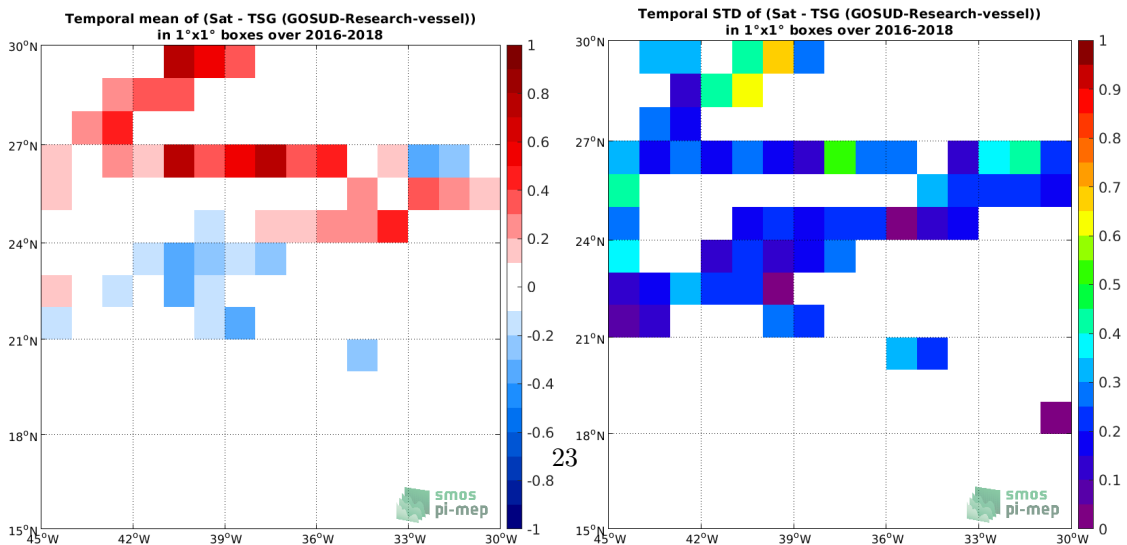 Temporal mean of (Sat - TSG (GOSUD-Research-vessel))
in 1°x1° boxes over 2016-2018
30°N
27°N
24°N
21°N
18°N
15°N
45°W
42°W
39°W
36°W
33°W
30°W
1
0.8
0.6
0.4
0.2
0
-0.2
-0.4
-0.6
-0.8
-1
smos
pi-mep
Temporal STD of (Sat - TSG (GOSUD-Research-vessel))
in 1°x1° boxes over 2016-2018
30°N
27°N
24°N
21°N
18°N
15°N
45°W
42°W
39°W
36°W
33°W
30°W
1
0.9
0.8
0.7
0.6
0.5
0.4
0.3
0.2
0.1
0
smos
pi-mep
23